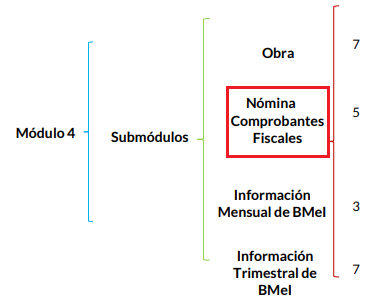 Módulo 4
Submódulos
Obra
7
Nómina
Comprobantes
Fiscales
5
Información
Mensual de BMeI
3
Información
Trimestral de
BMeI
7